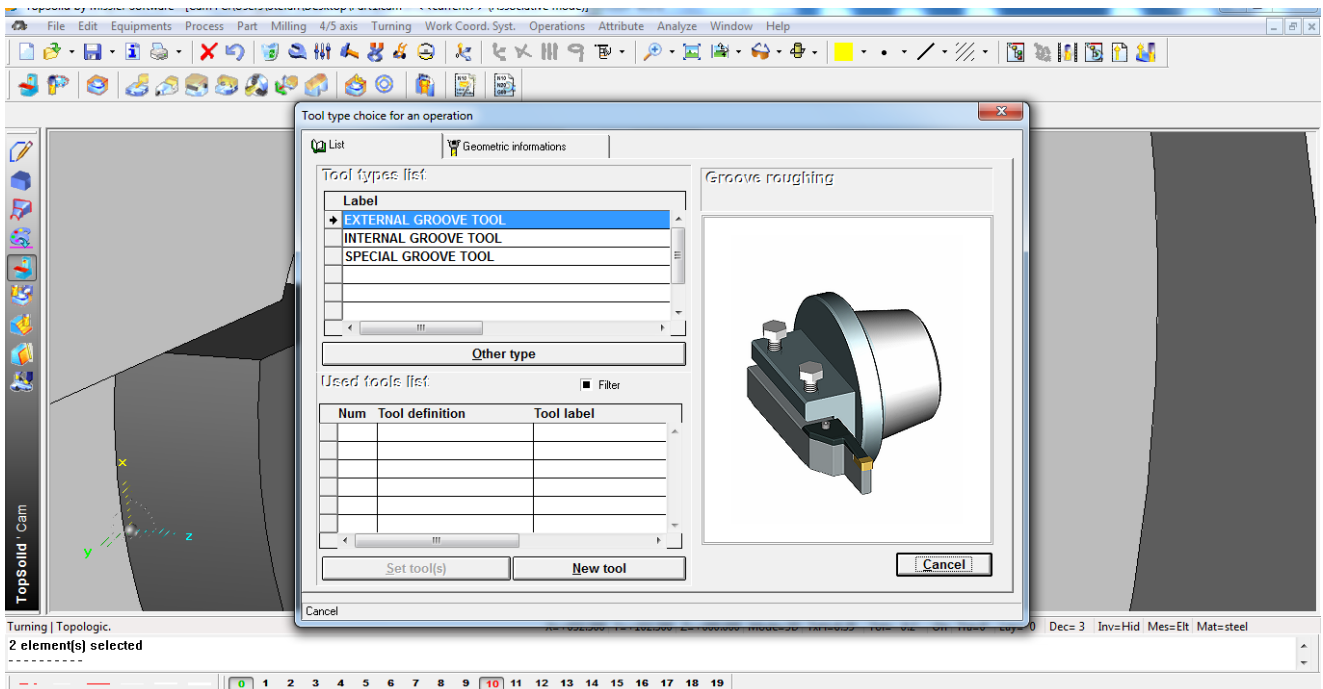 File Edit Equipments Process Part Milling 4/5 axis Turning Work Coord. Syst. Operations Attribute Analyze Window Help
Tool type choice for an operation
List Geometric informations
Tool types list
Groove roughing
Label
EXTERNAL GROOVE TOOL
INTERNAL GROOVE TOOL
SPECIAL GROOVE TOOL
Other type
Used tools list
Filter
Num Tool definition Tool label
Set tool(s) New tool
Cancel
Cancel
x
y
z
TopSolid'Cam
Turning | Topologic.
0 Dec= 3 Inv=Hid Mes=Elt Mat=steel
2 element(s) selected
----------
0 1 2 3 4 5 6 7 8 9 10 11 12 13 14 15 16 17 18 19